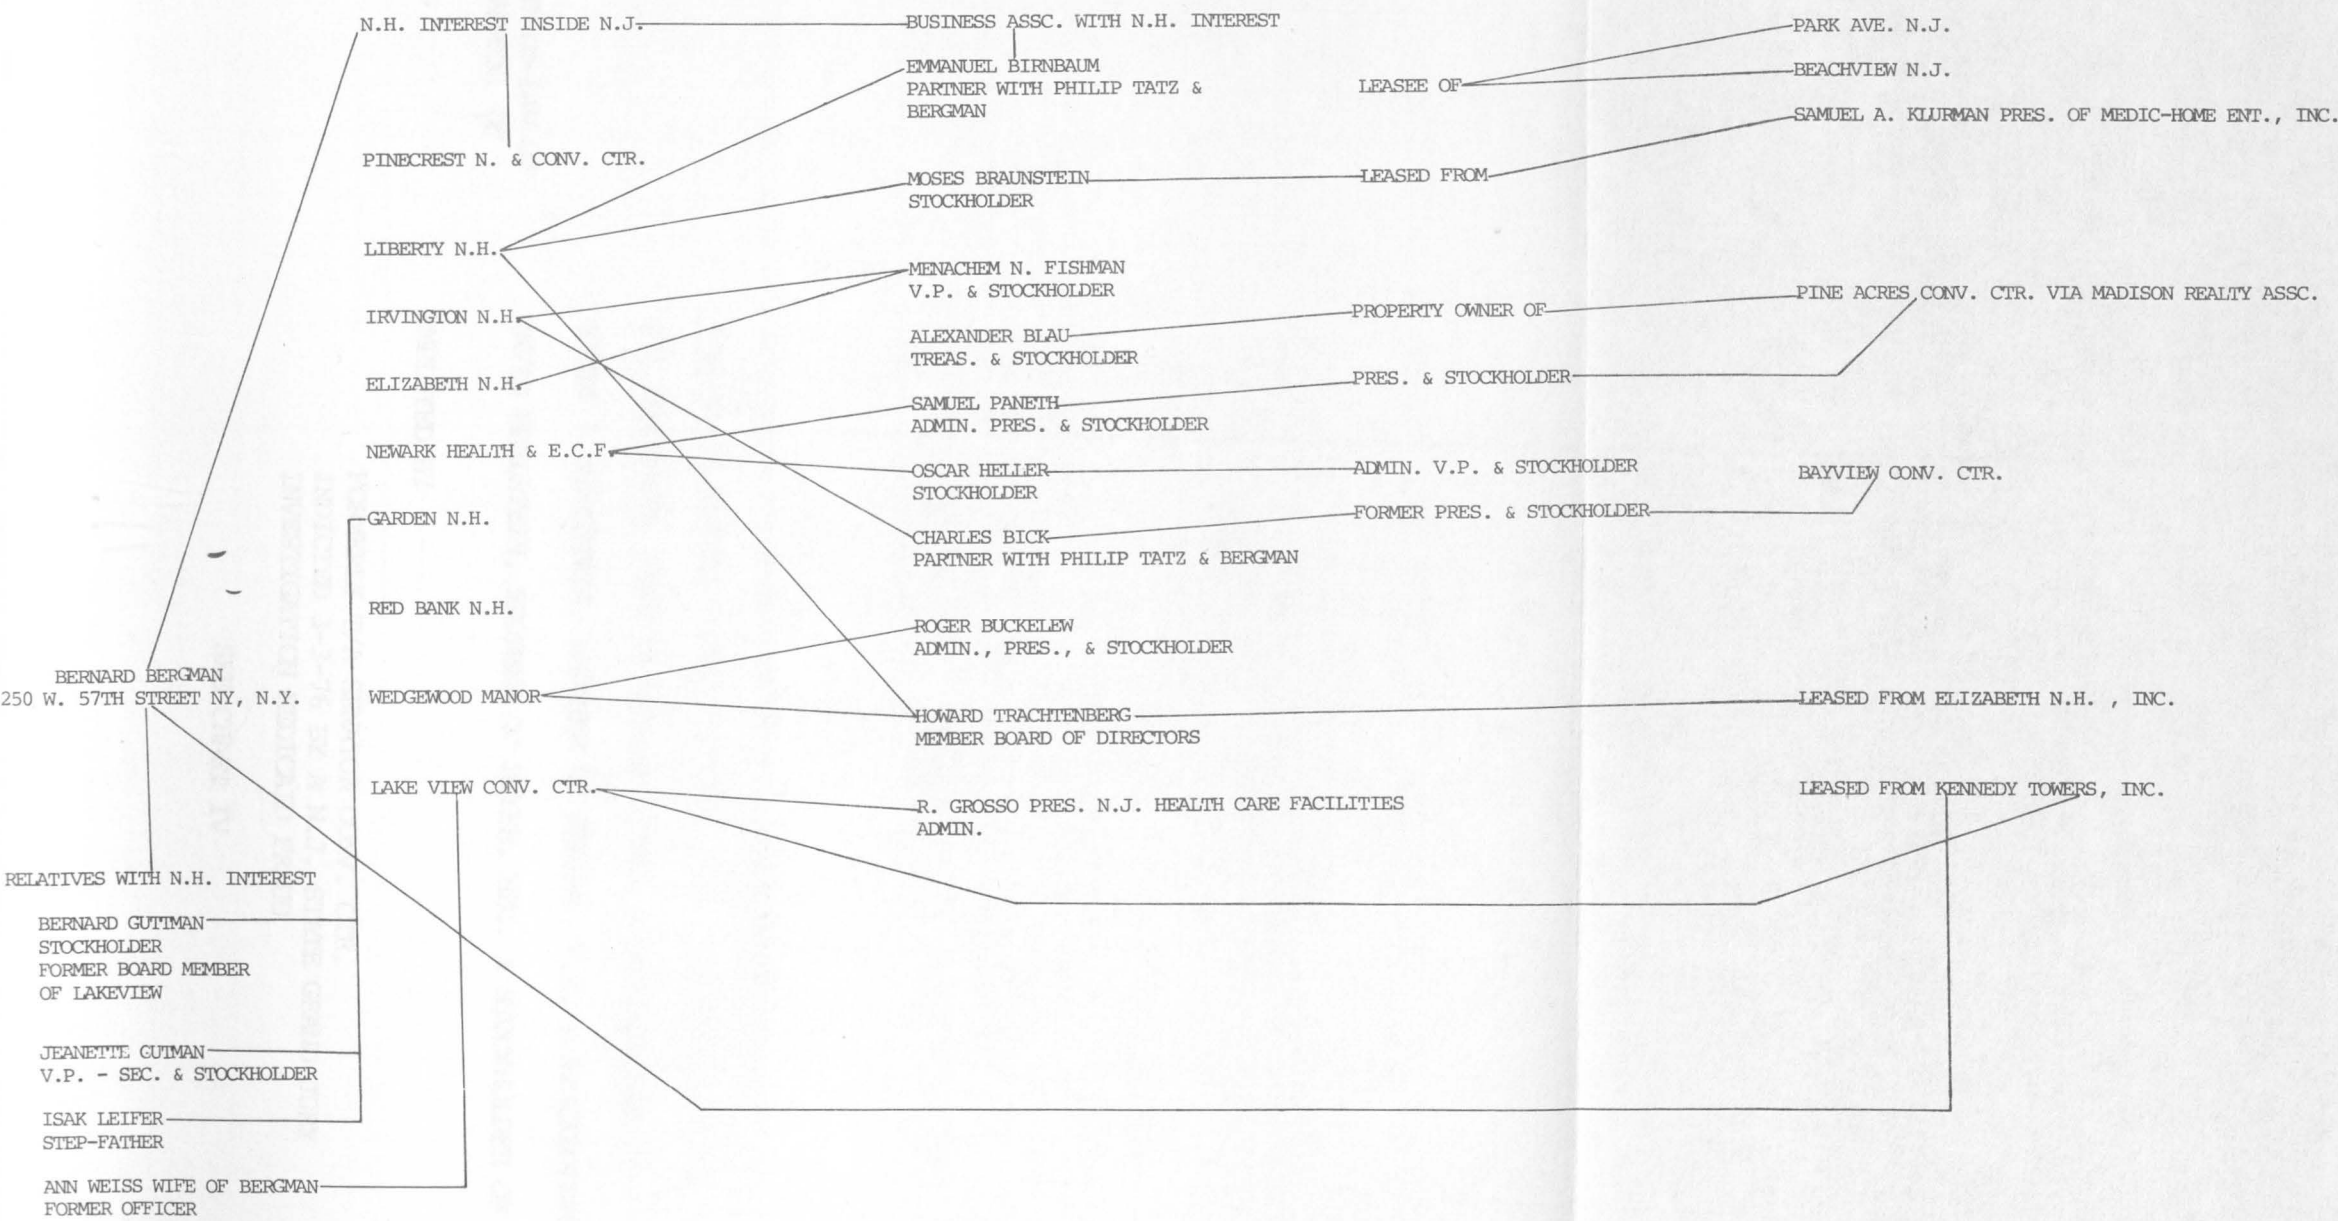 N.H. INTEREST INSIDE N.J.
PINECREST N. & CONV. CTR.
LIBERTY N.H.
IRVINGTON N.H.
ELIZABETH N.H.
NEWARK HEALTH & E.C.F.
GARDEN N.H.
RED BANK N.H.
WEDGEWOOD MANOR
LAKE VIEW CONV. CTR.
BERNARD BERGMAN
250 W. 57TH STREET NY, N.Y.
RELATIVES WITH N.H. INTEREST
BERNARD GUTTMAN
STOCKHOLDER
FORMER BOARD MEMBER
OF LAKEVIEW
JEANETTE GUTMAN
V.P. - SEC. & STOCKHOLDER
ISAK LEIFER
STEP-FATHER
ANN WEISS WIFE OF BERGMAN
FORMER OFFICER
BUSINESS ASSC. WITH N.H. INTEREST
EMMANUEL BIRNBAUM
PARTNER WITH PHILIP TATZ &
BERGMAN
MOSES BRAUNSTEIN
STOCKHOLDER
MENACHEM N. FISHMAN
V.P. & STOCKHOLDER
ALEXANDER BLAU
TREAS. & STOCKHOLDER
SAMUEL PANETH
ADMIN. PRES. & STOCKHOLDER
OSCAR HELLER
STOCKHOLDER
CHARLES BICK
PARTNER WITH PHILIP TATZ & BERGMAN
ROGER BUCKELEW
ADMIN., PRES., & STOCKHOLDER
HOWARD TRACHTENBERG
MEMBER BOARD OF DIRECTORS
R. GROSSO PRES. N.J. HEALTH CARE FACILITIES
ADMIN.
LEASEE OF
LEASED FROM
PROPERTY OWNER OF
PRES. & STOCKHOLDER
ADMIN. V.P. & STOCKHOLDER
FORMER PRES. & STOCKHOLDER
PARK AVE. N.J.
BEACHVIEW N.J.
SAMUEL A. KLURMAN PRES. OF MEDIC-HOME ENT., INC.
PINE ACRES CONV. CTR. VIA MADISON REALTY ASSC.
BAYVIEW CONV. CTR.
LEASED FROM ELIZABETH N.H. , INC.
LEASED FROM KENNEDY TOWERS, INC.